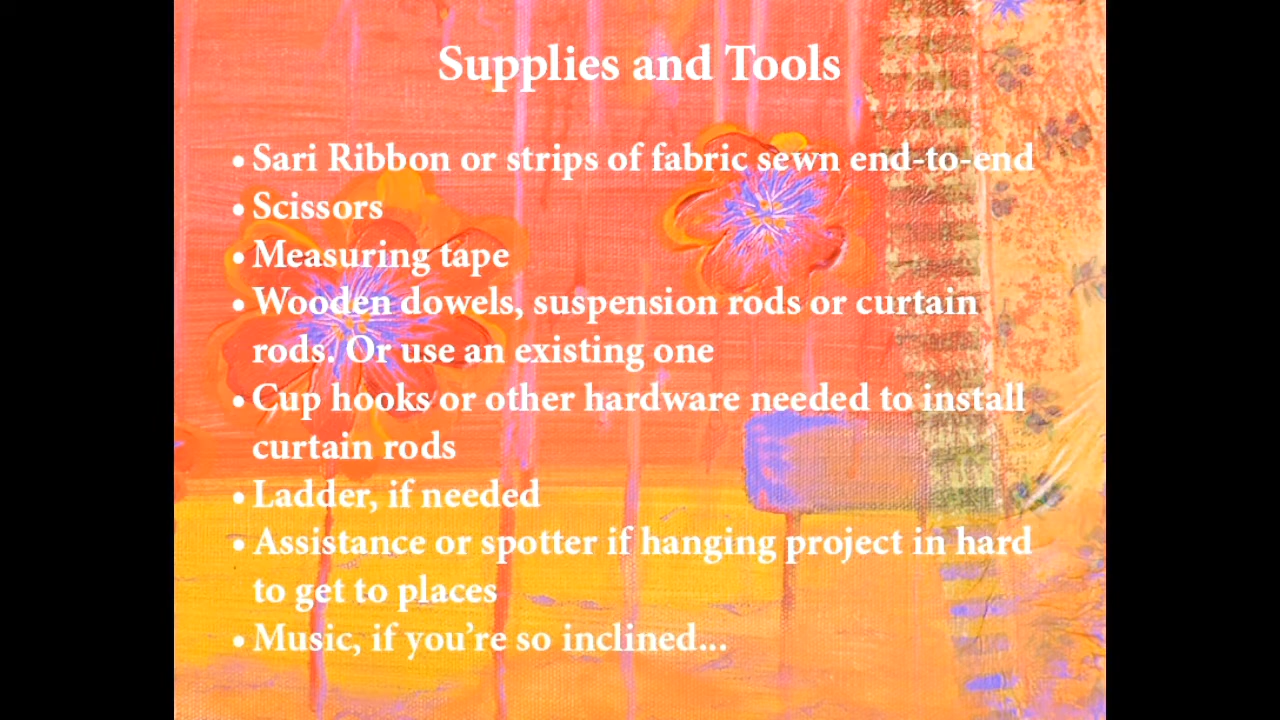 Supplies and Tools
• Sari Ribbon or strips of fabric sewn end-to-end
• Scissors
• Measuring tape
• Wooden dowels, suspension rods or curtain
rods. Or use an existing one
• Cup hooks or other hardware needed to install
curtain rods
• Ladder, if needed
• Assistance or spotter if hanging project in hard
to get to places
• Music, if you’re so inclined...